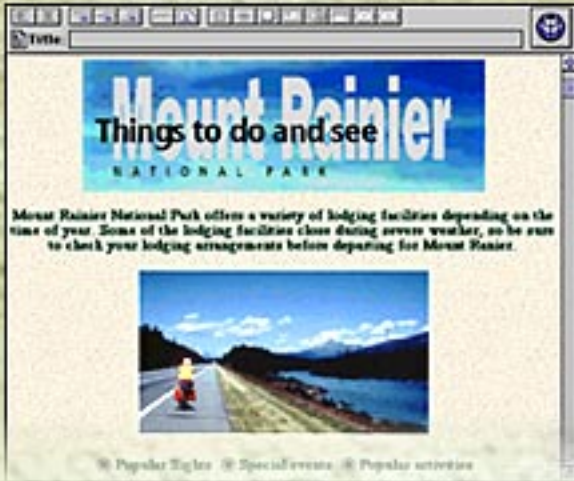 Title
Mount Rainier
Things to do and see
NATIONAL PARK
Mount Rainier National Park offers a variety of lodging facilities depending on the
time of year. Some of the lodging facilities close during severe weather, so be sure
to check your lodging arrangements before departing for Mount Ranier.
Popular Sights Special events Popular activities